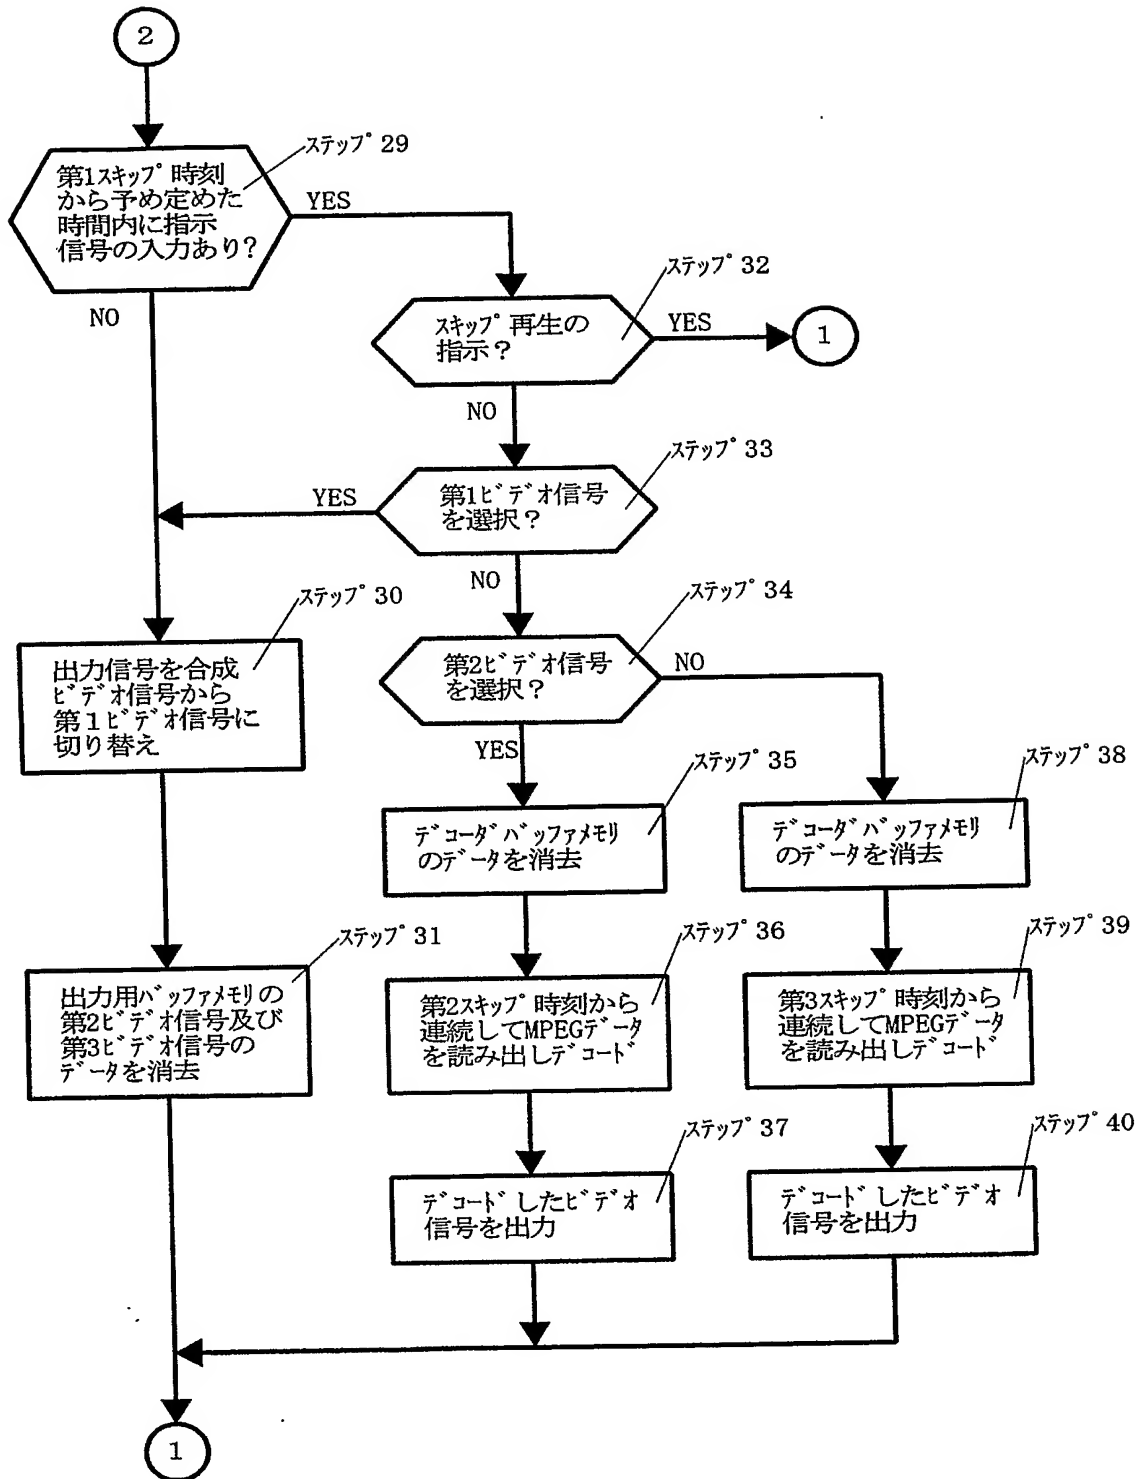 2
ステップ 29
第1スキップ 時刻
から予め定めた
時間内に指示
信号の入力あり?
YES
NO
ステップ 32
スキップ 再生の
指示?
YES
1
NO
ステップ 33
第1ビデオ信号
を選択?
YES
NO
ステップ 30
出力信号を合成
ビデオ信号から
第1ビデオ信号に
切り替え
ステップ 34
第2ビデオ信号
を選択?
NO
YES
ステップ 35
デコーダバッファメモリ
のデータを消去
ステップ 38
デコーダバッファメモリ
のデータを消去
ステップ 31
出力用バッファメモリの
第2ビデオ信号及び
第3ビデオ信号の
データを消去
ステップ 36
第2スキップ 時刻から
連続してMPEGデータ
を読み出しデコード
ステップ 39
第3スキップ 時刻から
連続してMPEGデータ
を読み出しデコード
ステップ 37
デコードしたビデオ
信号を出力
ステップ 40
デコードしたビデオ
信号を出力
1